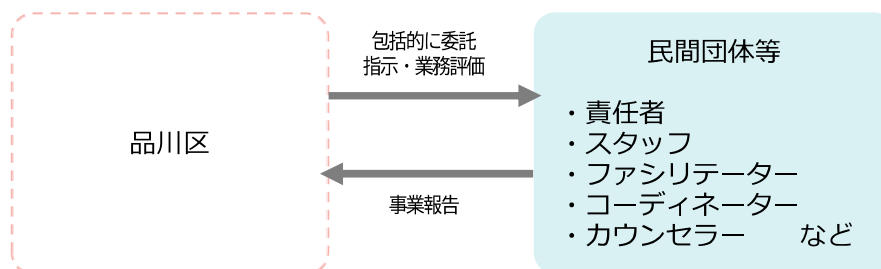 包括的に委託
指示・業務評価
品川区
事業報告
民間団体等
・責任者
・スタッフ
・ファシリテーター
・コーディネーター
・カウンセラー　　など